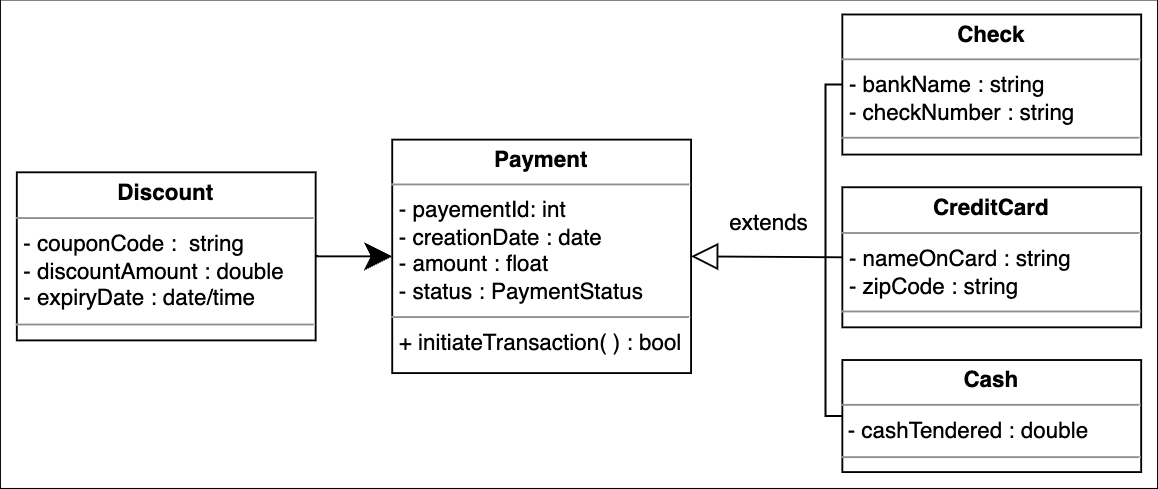 Discount
- couponCode :  string
- discountAmount : double
- expiryDate : date/time
Payment
- payementId: int
- creationDate : date
- amount : float
- status : PaymentStatus
+ initiateTransaction( ) : bool
extends
Check
- bankName : string
- checkNumber : string
CreditCard
- nameOnCard : string
- zipCode : string
Cash
- cashTendered : double